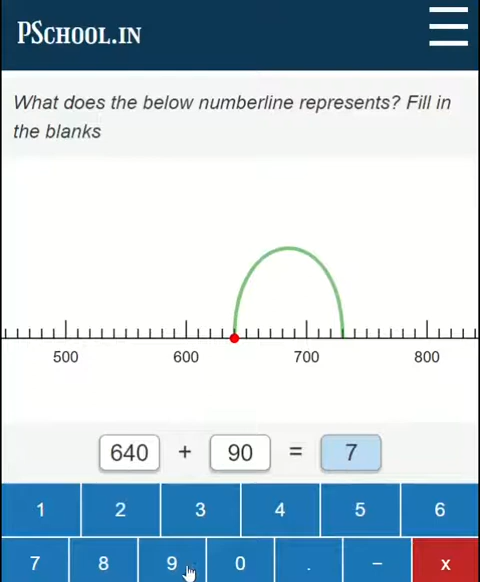 PSCHOOL.IN
What does the below numberline represents? Fill in
the blanks
500 600 700 800
640 + 90 = 7
1 2 3 4 5 6
7 8 9 0 . − x